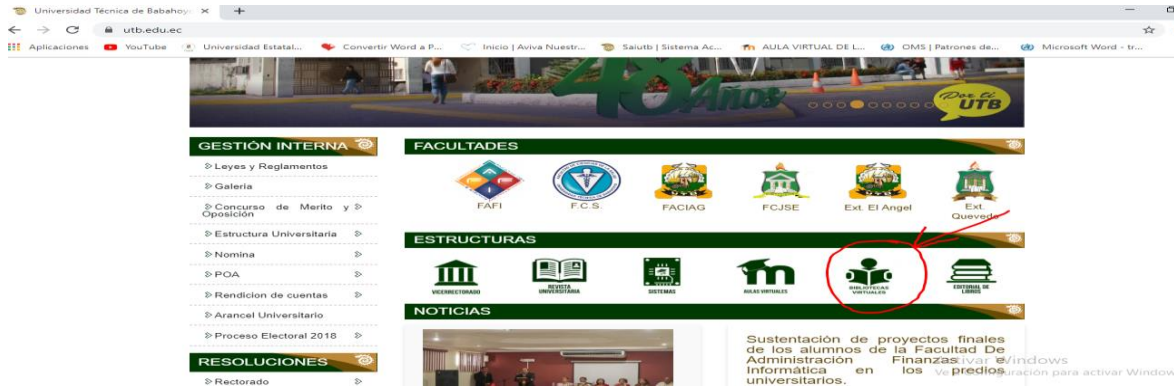 Universidad Técnica de Babahoy
utb.edu.ec
Aplicaciones YouTube Universidad Estatal... Convertir Word a P... Inicio | Aviva Nuestr... Saiutb | Sistema Ac... AULA VIRTUAL DE L... OMS | Patrones de... Microsoft Word - tr...
48 Años
Por ti
UTB
GESTIÓN INTERNA
Leyes y Reglamentos
Galería
Concurso de Merito y
Oposición
Estructura Universitaria
Nomina
POA
Rendicion de cuentas
Arancel Universitario
Proceso Electoral 2018
RESOLUCIONES
Rectorado
FACULTADES
FAFI
F.C.S.
FACIAG
FCJSE
Ext. El Angel
Ext.
Quevedo
ESTRUCTURAS
VICERRECTORADO
REVISTA
UNIVERSITARIA
SISTEMAS
AULAS VIRTUALES
BIBLIOTECAS
VIRTUALES
EDITORIAL DE
LIBROS
NOTICIAS
Sustentación de proyectos finales
de los alumnos de la Facultad De
Administración Finanzas e
Informática en los predios
universitarios.